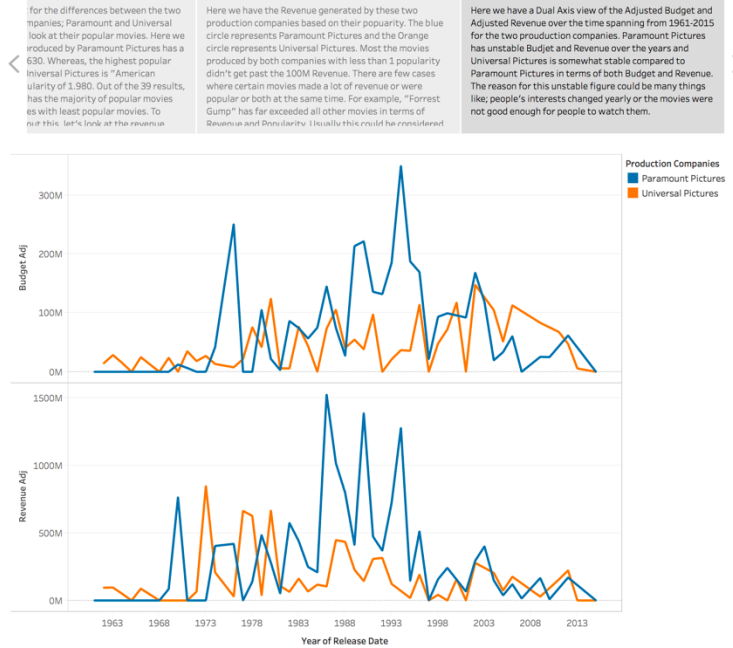 for the differences between the two
mpanies; Paramount and Universal
look at their popular movies. Here we
roduced by Paramount Pictures has a
630. Whereas, the highest popular
Universal Pictures is "American
ularity of 1.980. Out of the 39 results,
has the majority of popular movies
es with least popular movies. To
out this, let's look at the revenue
Here we have the Revenue generated by these two
production companies based on their popuarity. The blue
circle represents Paramount Pictures and the Orange
circle represents Universal Pictures. Most the movies
produced by both companies with less than 1 popularity
didn't get past the 100M Revenue. There are few cases
where certain movies made a lot of revenue or were
popular or both at the same time. For example, "Forrest
Gump" has far exceeded all other movies in terms of
Revenue and Popularity. Usually this could be considered
Here we have a Dual Axis view of the Adjusted Budget and
Adjusted Revenue over the time spanning from 1961-2015
for the two prouduction companies. Paramount Pictures
has unstable Budjet and Revenue over the years and
Universal Pictures is somewhat stable compared to
Paramount Pictures in terms of both Budget and Revenue.
The reason for this unstable figure could be many things
like; people's interests changed yearly or the movies were
not good enough for people to watch them.
Production Companies
Paramount Pictures
Universal Pictures
Budget Adj
300M
200M
100M
0M
Revenue Adj
1500M
1000M
500M
0M
1963 1968 1973 1978 1983 1988 1993 1998 2003 2008 2013
Year of Release Date